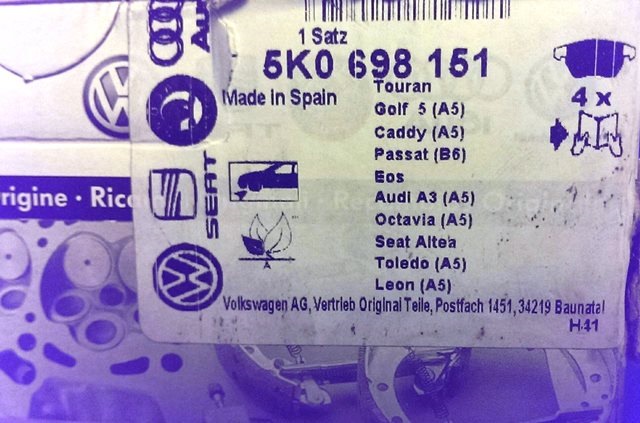 Au
1 Satz
5K0 698 151
Made in Spain
Touran
Golf 5 (A5)
Caddy (A5)
Passat (B6)
Eos
Audi A3 (A5)
Octavia (A5)
Seat Altea
Toledo (A5)
Leon (A5)
4 x
SEAT
rigine · Rica
A
Volkswagen AG, Vertrieb Original Teile, Postfach 1451, 34219 Baunatal
H41